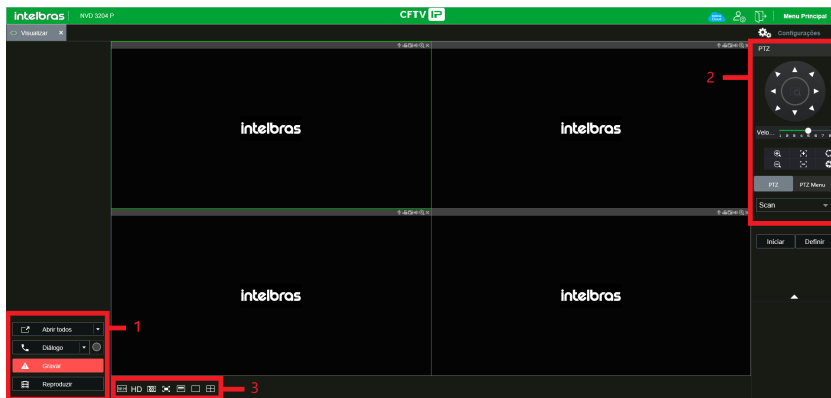 intelbras NVD 3204 P CFTV IP Menu Principal
Visualizar Configurações
PTZ
2
intelbras intelbras
Velo...
1 2 3 4 5 6 7 8
PTZ PTZ Menu
Scan
Iniciar Definir
intelbras intelbras
Abrir todos 1
Diálogo
Gravar
Reproduzir
HD 3